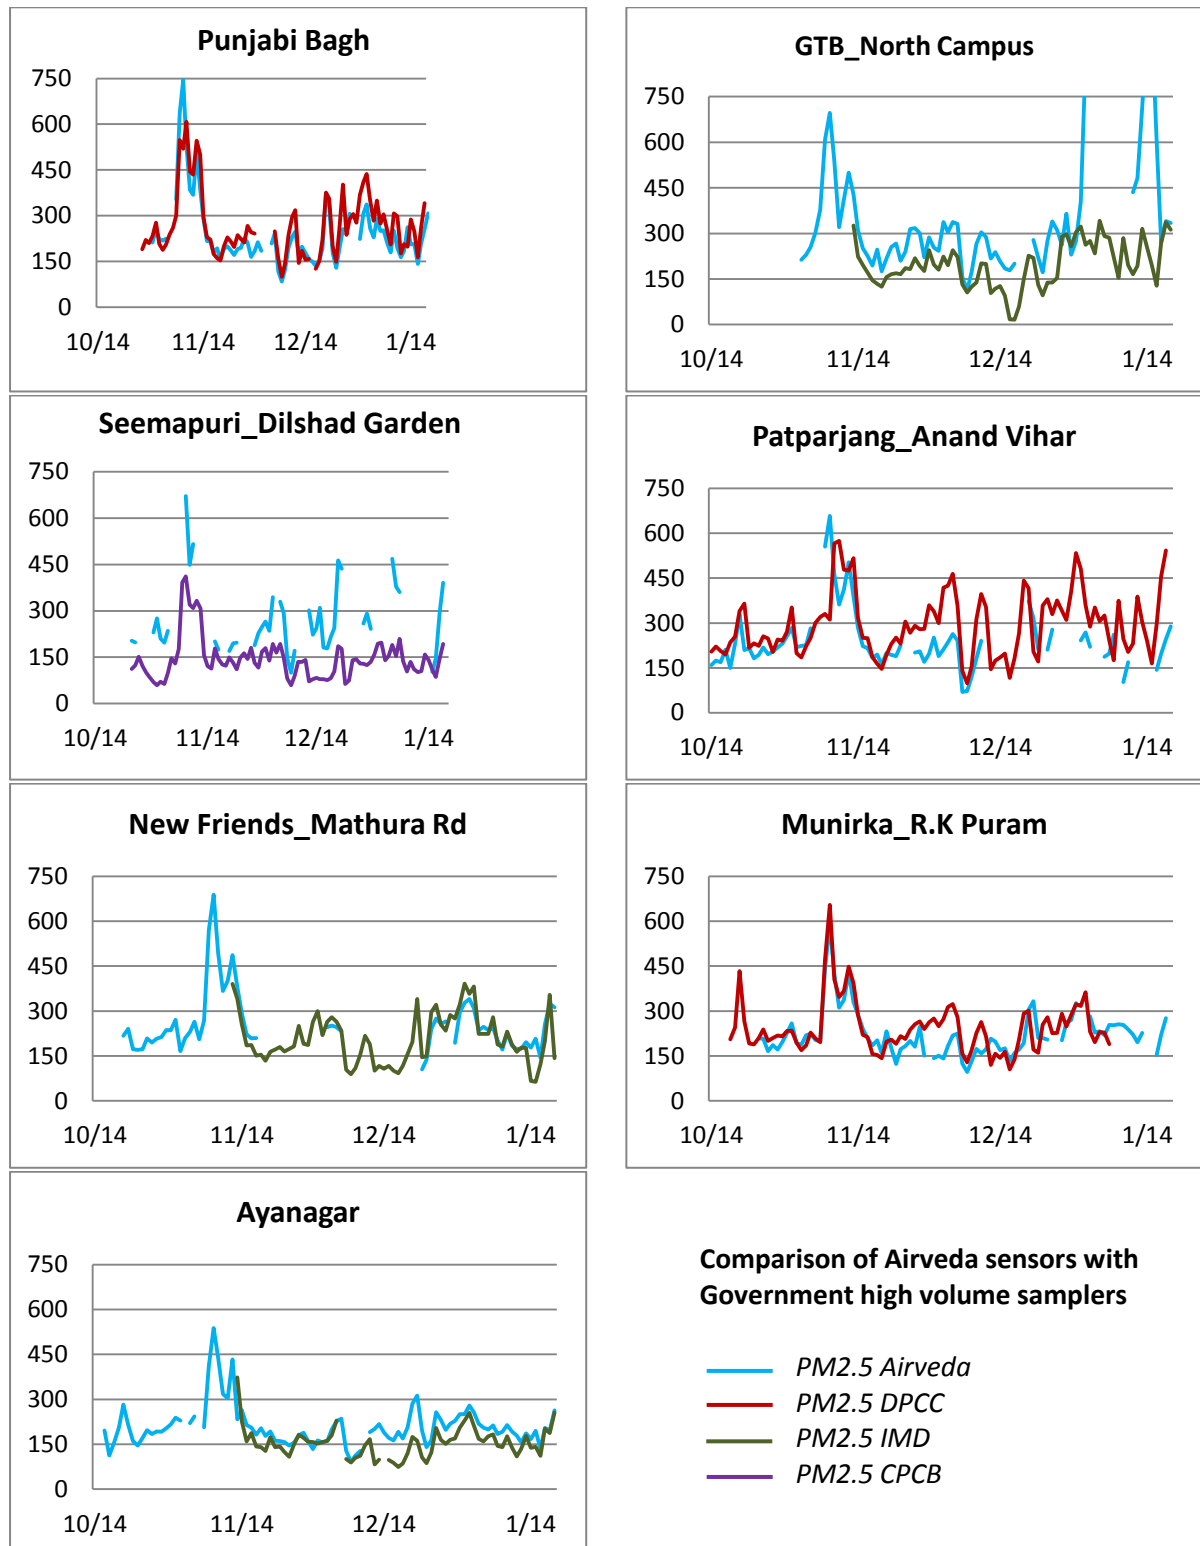 Punjabi Bagh
750
600
450
300
150
0
10/14 11/14 12/14 1/14
GTB_North Campus
750
600
450
300
150
0
10/14 11/14 12/14 1/14
Seemapuri_Dilshad Garden
750
600
450
300
150
0
10/14 11/14 12/14 1/14
Patparjang_Anand Vihar
750
600
450
300
150
0
10/14 11/14 12/14 1/14
New Friends_Mathura Rd
750
600
450
300
150
0
10/14 11/14 12/14 1/14
Munirka_R.K Puram
750
600
450
300
150
0
10/14 11/14 12/14 1/14
Ayanagar
750
600
450
300
150
0
10/14 11/14 12/14 1/14
Comparison of Airveda sensors with
Government high volume samplers
PM2.5 Airveda
PM2.5 DPCC
PM2.5 IMD
PM2.5 CPCB